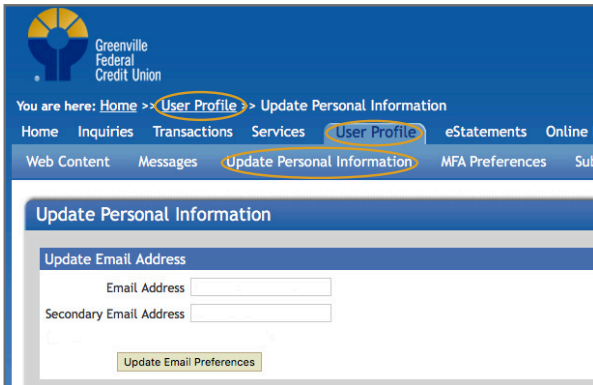 Greenville
Federal
Credit Union
You are here: Home >> User Profile >> Update Personal Information
Home Inquiries Transactions Services User Profile eStatements Online
Web Content Messages Update Personal Information MFA Preferences Sub
Update Personal Information
Update Email Address
Email Address
Secondary Email Address
Update Email Preferences